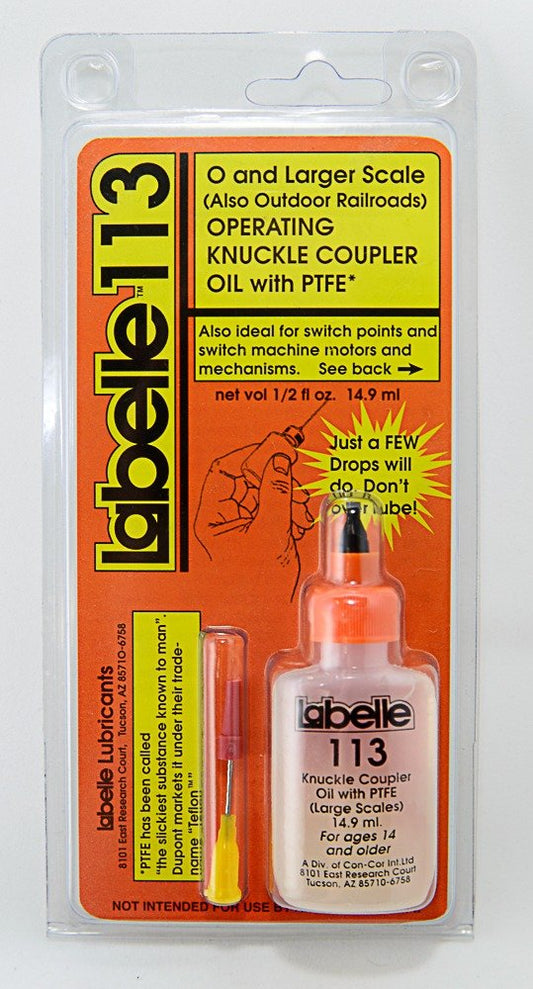 labelle™113
O and Larger Scale
(Also Outdoor Railroads)
OPERATING
KNUCKLE COUPLER
OIL with PTFE*
Also ideal for switch points and
switch machine motors and
mechanisms. See back →
net vol 1/2 fl oz. 14.9 ml
Just a FEW
Drops will
do. Don't
over lube!
labelle Lubricants
8101 East Research Court, Tucson, AZ 85710-6758
*PTFE has been called
"the slickiest substance known to man".
Dupont markets it under their trade-
name "Teflon™"
labelle
113
Knuckle Coupler
Oil with PTFE
(Large Scales)
14.9 ml.
For ages 14
and older
A Div. of Con-Cor Int.Ltd
8101 East Research Court
Tucson, AZ 85710-6758
NOT INTENDED FOR USE